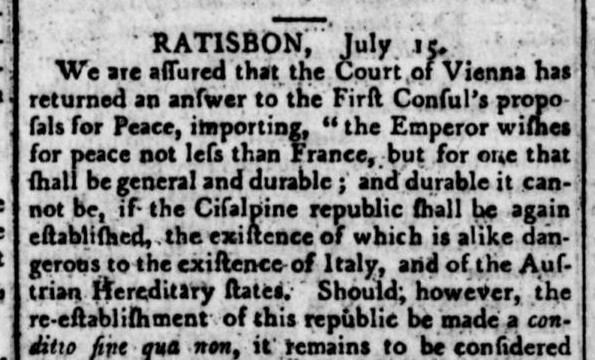 RATISBON, July 15.
We are aſſured that the Court of Vienna has
returned an anſwer to the Firſt Conſul's propo-
ſals for Peace, importing, “ the Emperor wiſhes
for peace not leſs than France, but for one that
ſhall be general and durable ; and durable it can-
not be, if the Ciſalpine republic ſhall be again
eſtabliſhed, the exiſtence of which is alike dan-
gerous to the exiſtence of Italy, and of the Auſ-
trian Hereditary ſtates. Should, however, the
re-eſtabliſhment of this republic be made a con-
ditio ſine qua non, it remains to be conſidered